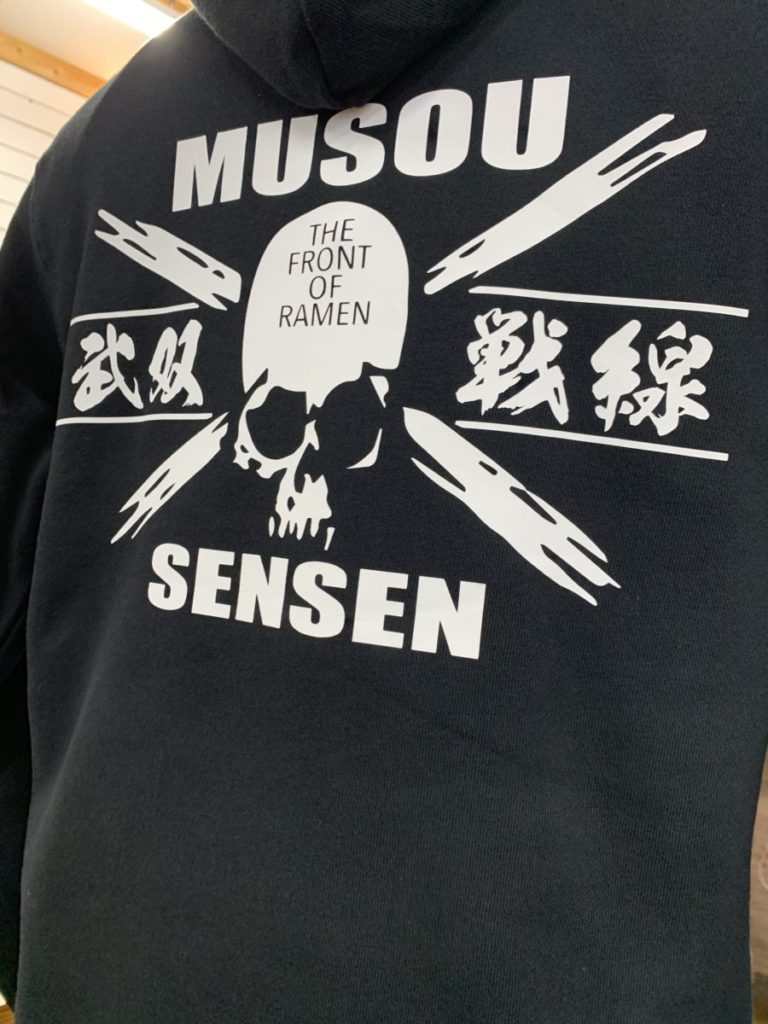 MUSOU
THE
FRONT
OF
RAMEN
武双 戦線
SENSEN